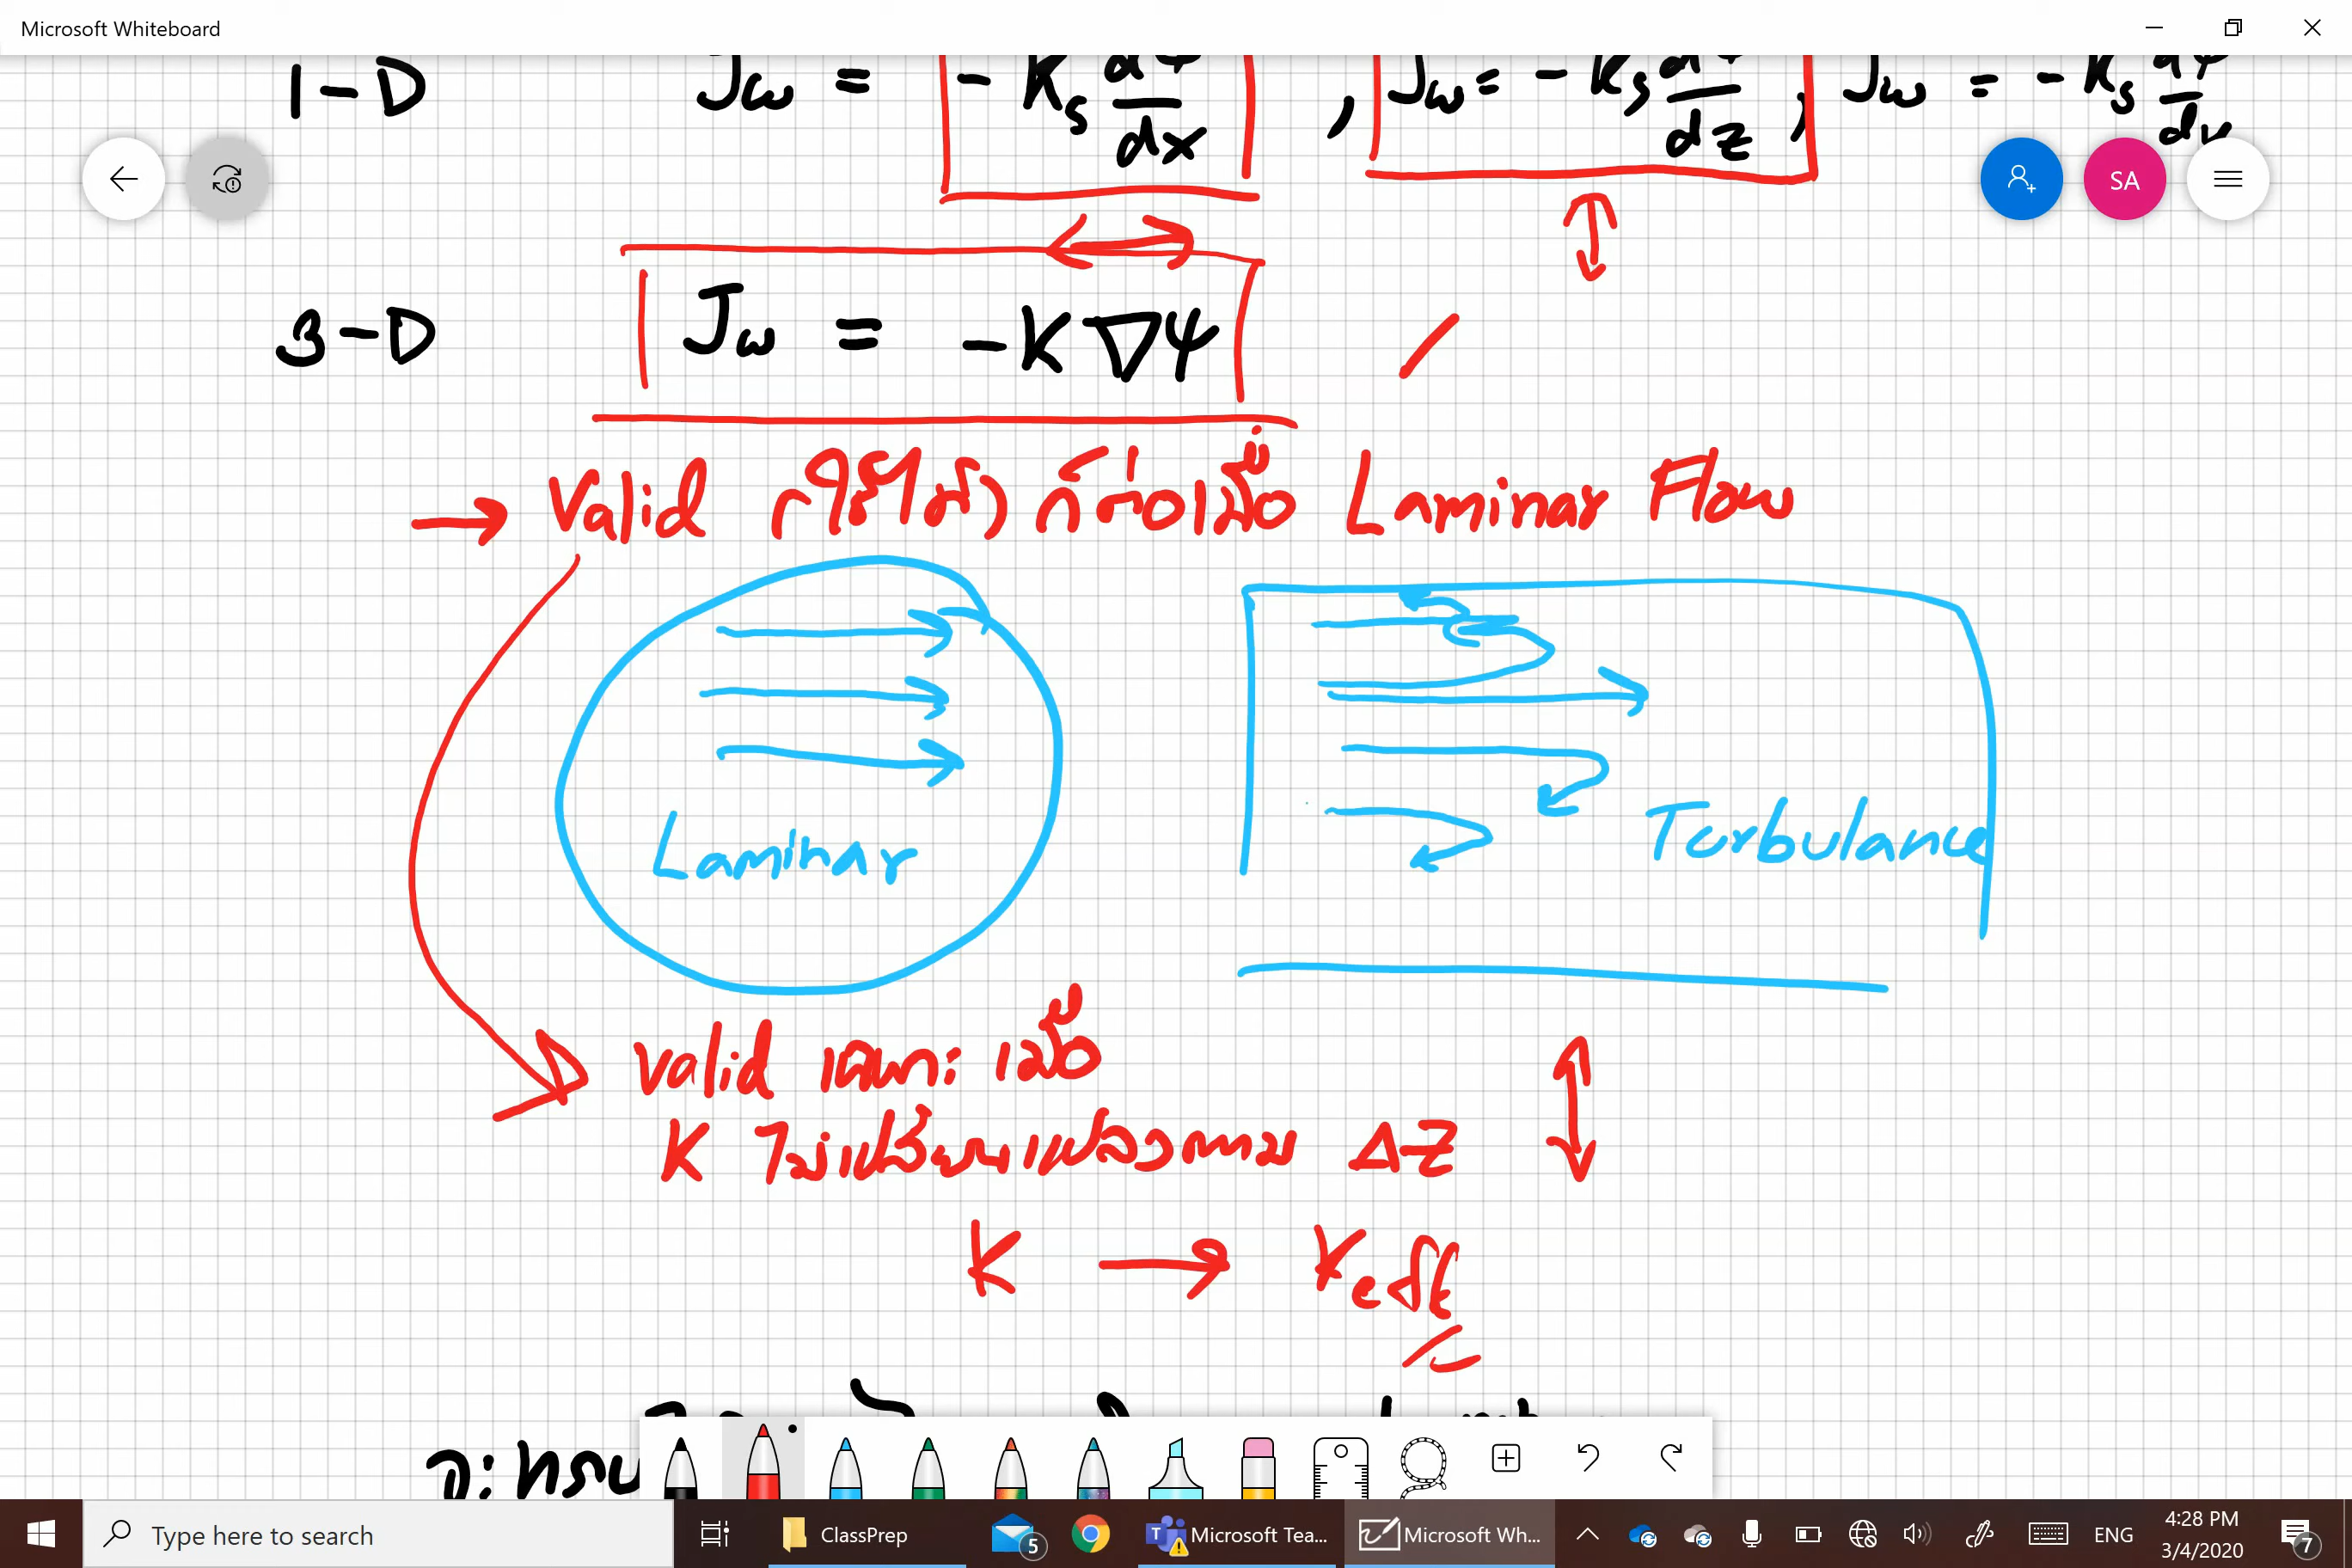 Microsoft Whiteboard
1-D Jw = - Ks dψ/dx , Jw = - Ks dψ/dz , Jw = - Ks
SA
3-D Jw = -K∇ψ
→ Valid (ใช้ได้) ก็ต่อเมื่อ Laminar Flow
Laminar
Turbulance
valid เฉพาะ เมื่อ
K ไม่เปลี่ยนแปลงตาม ΔZ
K → Keff
Type here to search
ClassPrep
5
Microsoft Tea...
Microsoft Wh...
ENG
4:28 PM
3/4/2020
7